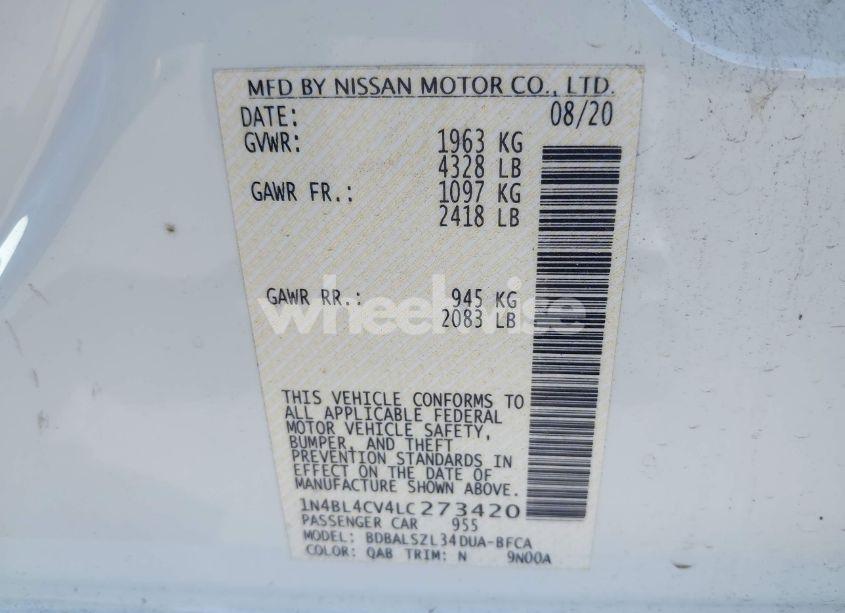 MFD BY NISSAN MOTOR CO., LTD.
DATE: 08/20
GVWR: 1963 KG
4328 LB
GAWR FR.: 1097 KG
2418 LB
GAWR RR.: 945 KG
2083 LB
wheelwise
THIS VEHICLE CONFORMS TO
ALL APPLICABLE FEDERAL
MOTOR VEHICLE SAFETY,
BUMPER, AND THEFT
PREVENTION STANDARDS IN
EFFECT ON THE DATE OF
MANUFACTURE SHOWN ABOVE.
1N4BL4CV4LC273420
PASSENGER CAR 955
MODEL: BDBALSZL34DUA-BFCA
COLOR: QAB TRIM: N 9N00A